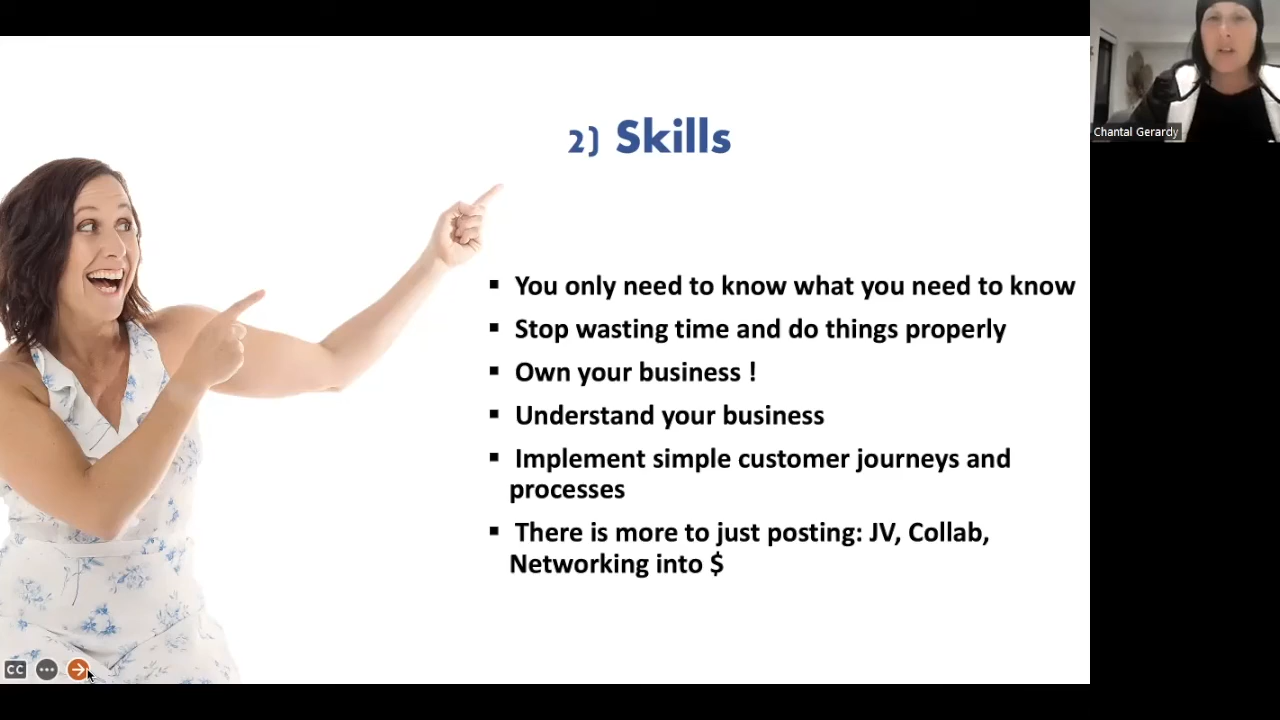 Chantal Gerardy
2) Skills
▪ You only need to know what you need to know
▪ Stop wasting time and do things properly
▪ Own your business !
▪ Understand your business
▪ Implement simple customer journeys and
processes
▪ There is more to just posting: JV, Collab,
Networking into $
CC